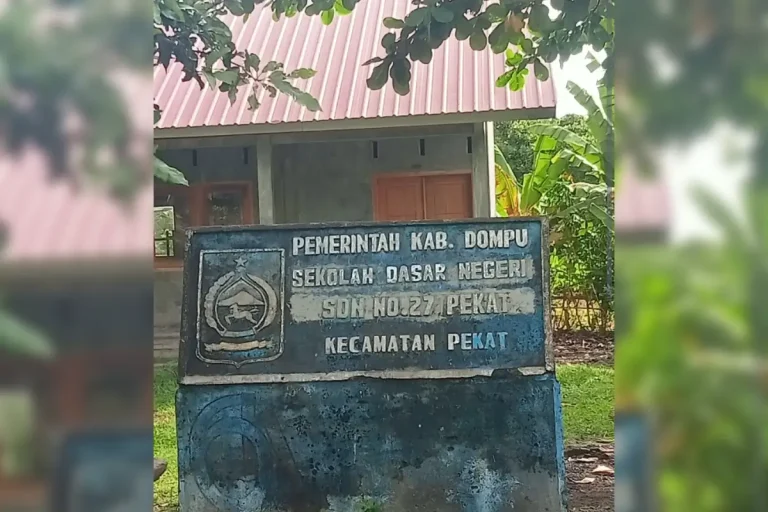 PEMERINTAH KAB. DOMPU
SEKOLAH DASAR NEGERI
SDN NO.27 PEKAT
KECAMATAN PEKAT